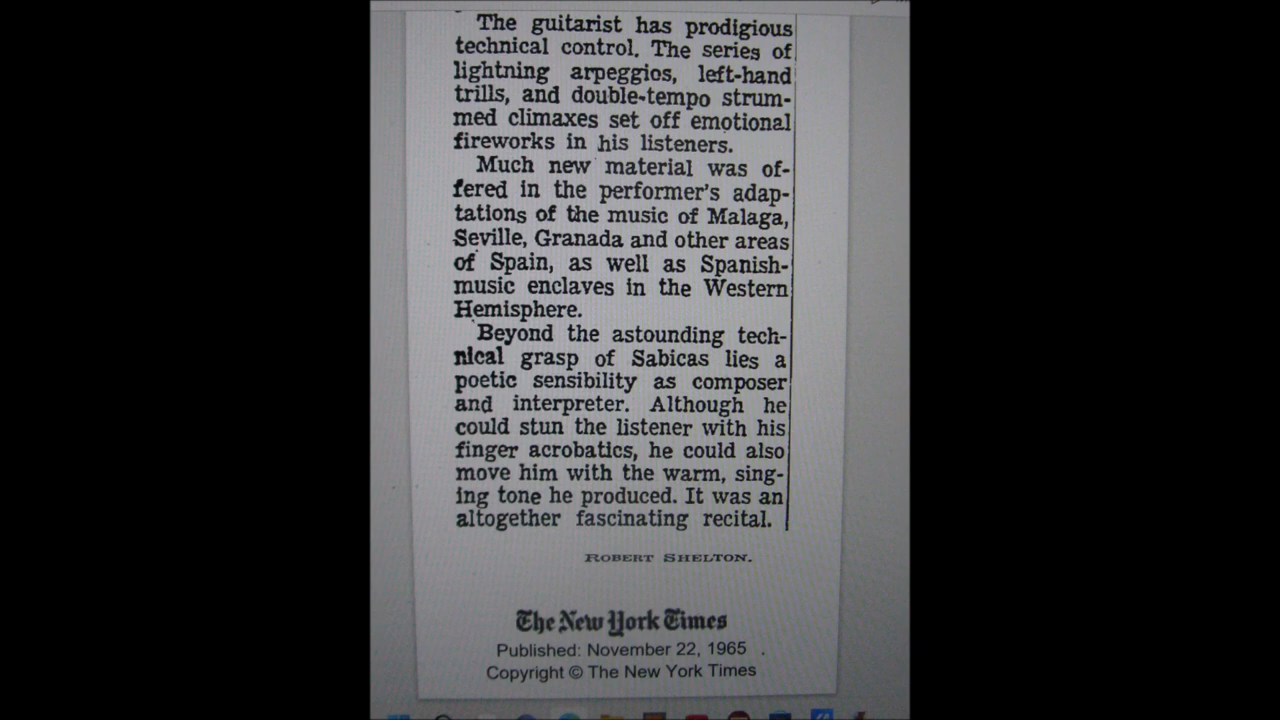 The guitarist has prodigious
technical control. The series of
lightning arpeggios, left-hand
trills, and double-tempo strum-
med climaxes set off emotional
fireworks in his listeners.
Much new material was of-
fered in the performer's adap-
tations of the music of Malaga,
Seville, Granada and other areas
of Spain, as well as Spanish-
music enclaves in the Western
Hemisphere.
Beyond the astounding tech-
nical grasp of Sabicas lies a
poetic sensibility as composer
and interpreter. Although he
could stun the listener with his
finger acrobatics, he could also
move him with the warm, sing-
ing tone he produced. It was an
altogether fascinating recital.
ROBERT SHELTON.
The New York Times
Published: November 22, 1965
Copyright © The New York Times